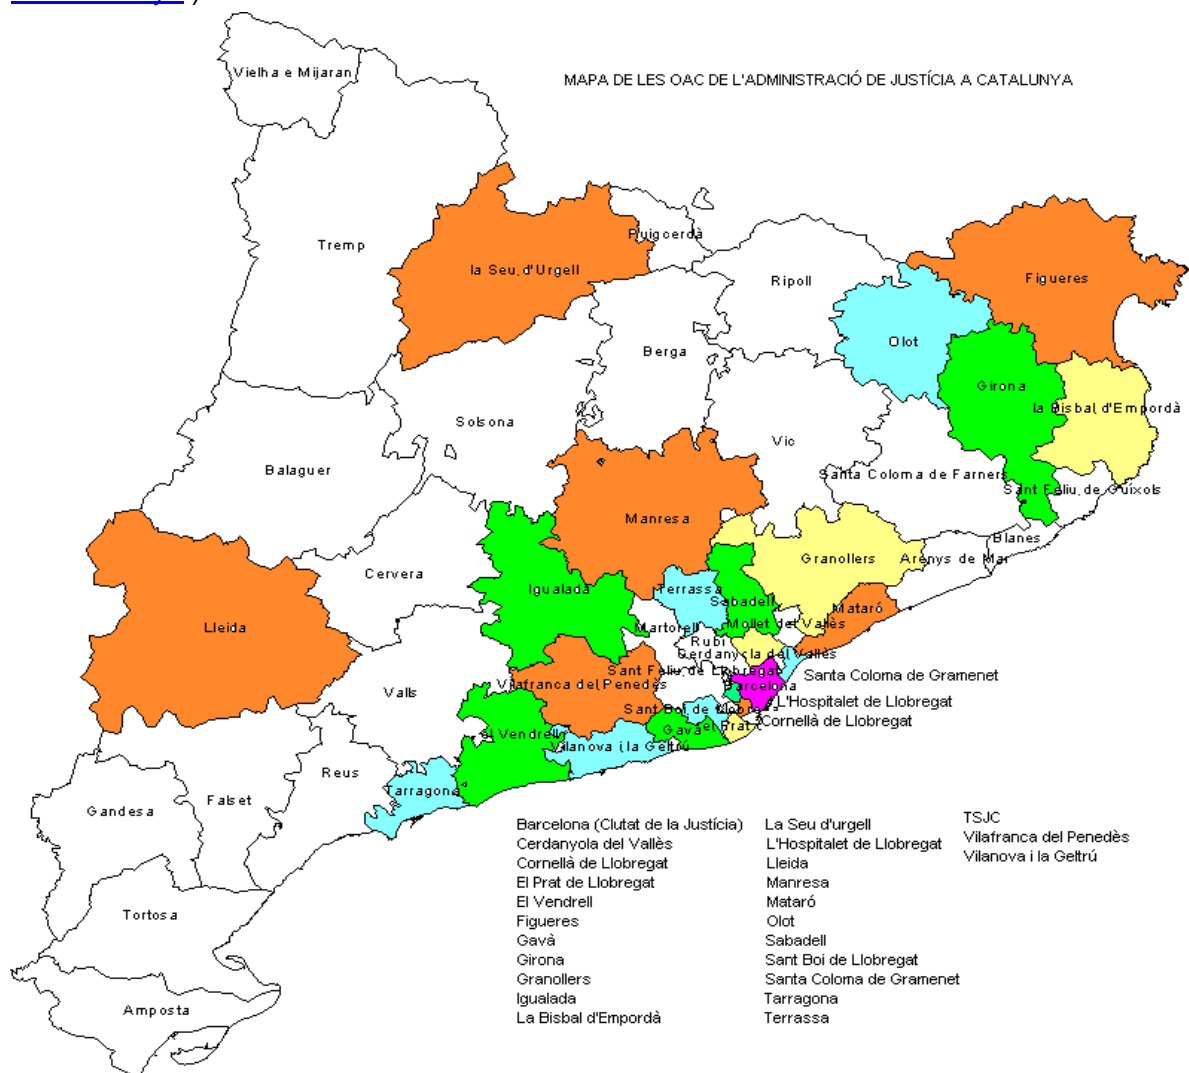 MAPA DE LES OAC DE L'ADMINISTRACIÓ DE JUSTÍCIA A CATALUNYA
Vielha e Mijaran
Tremp
la Seu d'Urgell
Puigcerdà
Ripoll
Figueres
Olot
Berga
Girona
la Bisbal d'Empordà
Solsona
Vic
Balaguer
Santa Coloma de Farners
Sant Feliu de Guíxols
Manresa
Blanes
Granollers
Arenys de Mar
Cervera
Igualada
Terrassa
Sabadell
Mataró
Lleida
Martorell
Mollet del Vallès
Rubí
Cerdanyola del Vallès
Sant Feliu de Llobregat
Santa Coloma de Gramenet
Vilafranca del Penedès
Barcelona
Valls
L'Hospitalet de Llobregat
Sant Boi de
Cornellà de Llobregat
el Prat
Gavà
el Vendrell
Vilanova i la Geltrú
Reus
Tarragona
Falset
Gandesa
Tortosa
Amposta
Barcelona (Ciutat de la Justícia)
Cerdanyola del Vallès
Cornellà de Llobregat
El Prat de Llobregat
El Vendrell
Figueres
Gavà
Girona
Granollers
Igualada
La Bisbal d'Empordà
La Seu d'urgell
L'Hospitalet de Llobregat
Lleida
Manresa
Mataró
Olot
Sabadell
Sant Boi de Llobregat
Santa Coloma de Gramenet
Tarragona
Terrassa
TSJC
Vilafranca del Penedès
Vilanova i la Geltrú